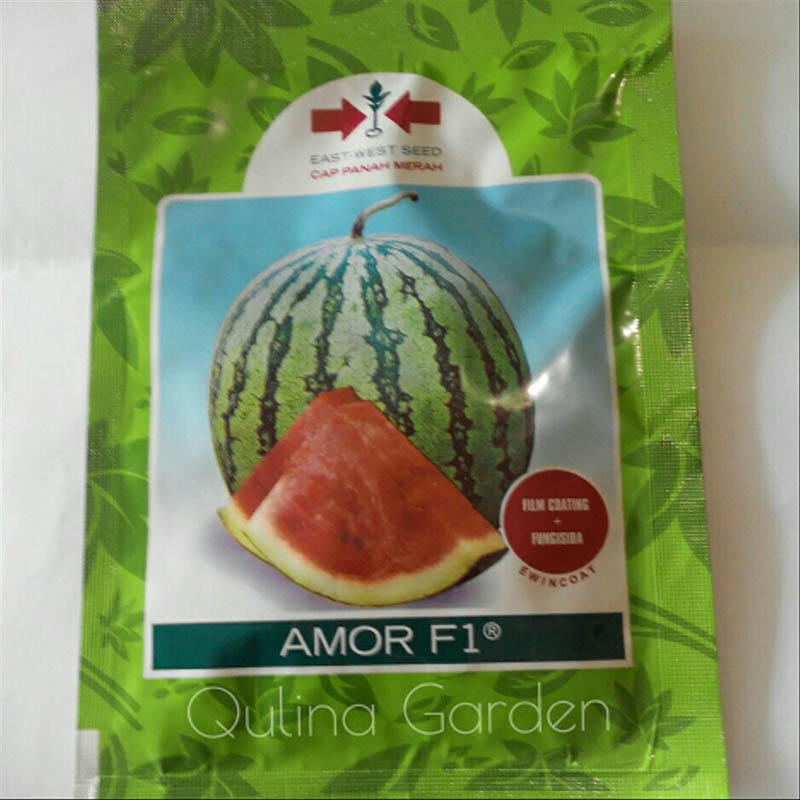 EAST-WEST SEED
CAP PANAH MERAH
FILM COATING
+
FUNGISIDA
EWINCOAT
AMOR F1®
Qulina Garden